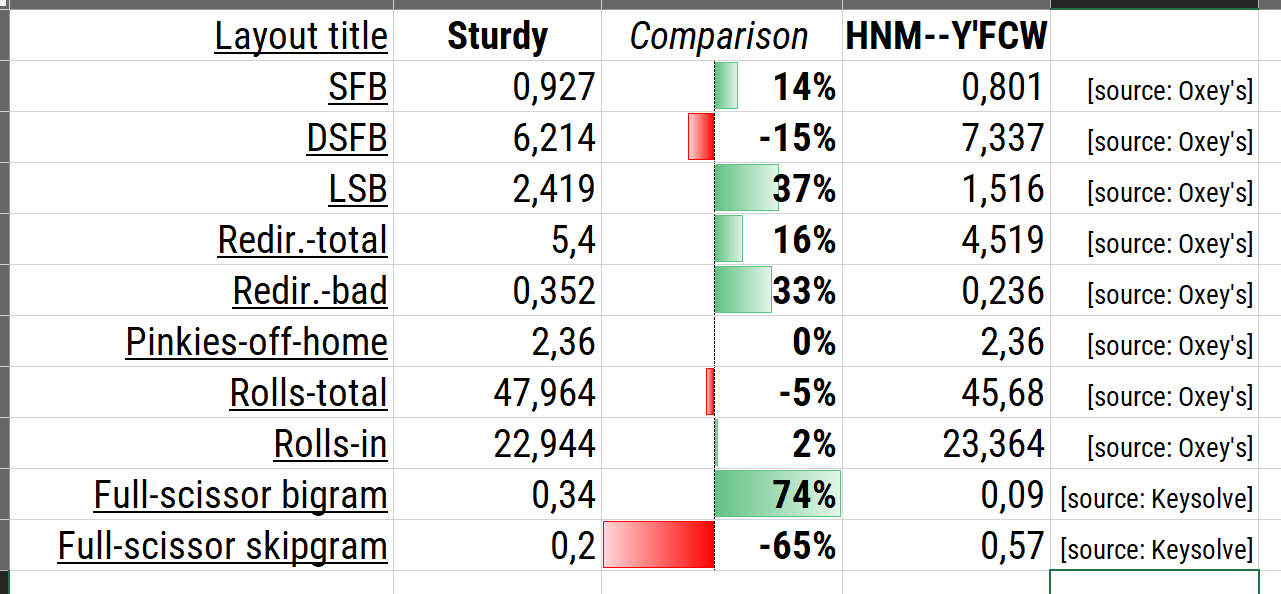 Layout title Sturdy Comparison HNM--Y'FCW
SFB 0,927 14% 0,801 [source: Oxey's]
DSFB 6,214 -15% 7,337 [source: Oxey's]
LSB 2,419 37% 1,516 [source: Oxey's]
Redir.-total 5,4 16% 4,519 [source: Oxey's]
Redir.-bad 0,352 33% 0,236 [source: Oxey's]
Pinkies-off-home 2,36 0% 2,36 [source: Oxey's]
Rolls-total 47,964 -5% 45,68 [source: Oxey's]
Rolls-in 22,944 2% 23,364 [source: Oxey's]
Full-scissor bigram 0,34 74% 0,09 [source: Keysolve]
Full-scissor skipgram 0,2 -65% 0,57 [source: Keysolve]